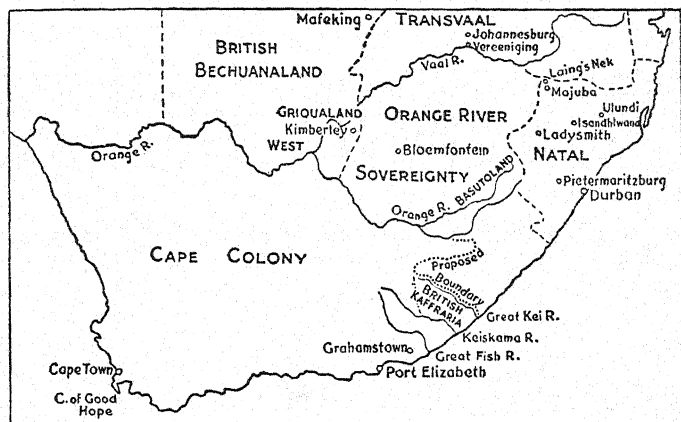 Mafeking
TRANSVAAL
Johannesburg
Vereeniging
BRITISH
BECHUANALAND
Vaal R.
Laing's Nek
Majuba
GRIQUALAND
Kimberley
WEST
ORANGE RIVER
Ulundi
Isandhlwana
Ladysmith
Orange R.
Bloemfontein
NATAL
SOVEREIGNTY
BASUTOLAND
Orange R.
Pietermaritzburg
Durban
CAPE COLONY
Proposed
Boundary
BRITISH
KAFFRARIA
Great Kei R.
Keiskama R.
Grahamstown
Great Fish R.
Cape Town
Port Elizabeth
C. of Good
Hope